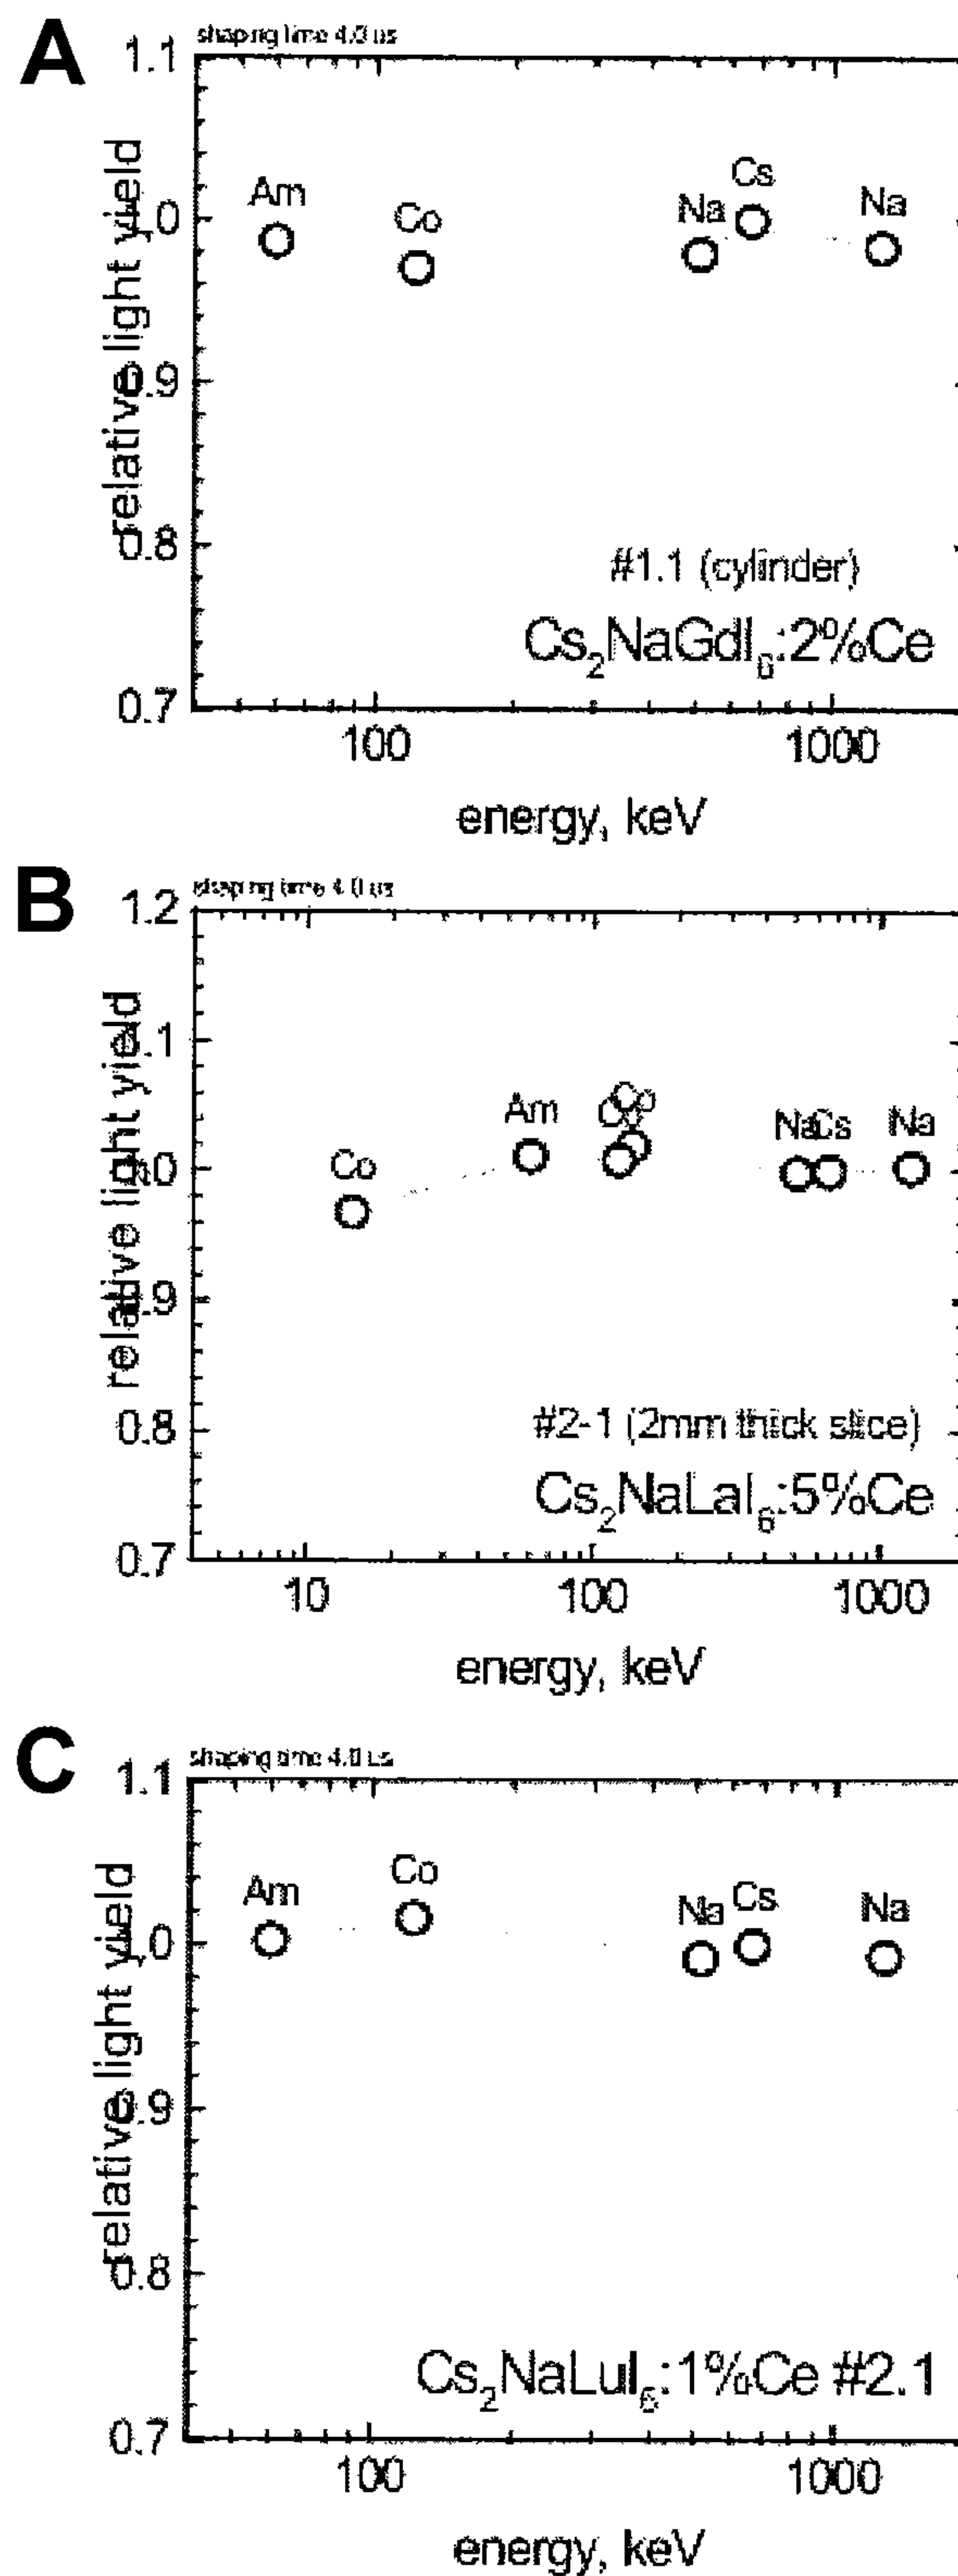 A
shaping time 4.0 us
1.1
1.0
0.9
0.8
0.7
relative light yield
Am
Co
Na
Cs
Na
#1.1 (cylinder)
Cs₂NaGdI₆:2%Ce
100
1000
energy, keV
B
shaping time 4.0 us
1.2
1.1
1.0
0.9
0.8
0.7
relative light yield
Co
Am
Co
Co
Na
Cs
Na
#2-1 (2mm thick slice)
Cs₂NaLaI₆:5%Ce
10
100
1000
energy, keV
C
shaping time 4.0 us
1.1
1.0
0.9
0.8
0.7
relative light yield
Am
Co
Na
Cs
Na
Cs₂NaLuI₆:1%Ce #2.1
100
1000
energy, keV